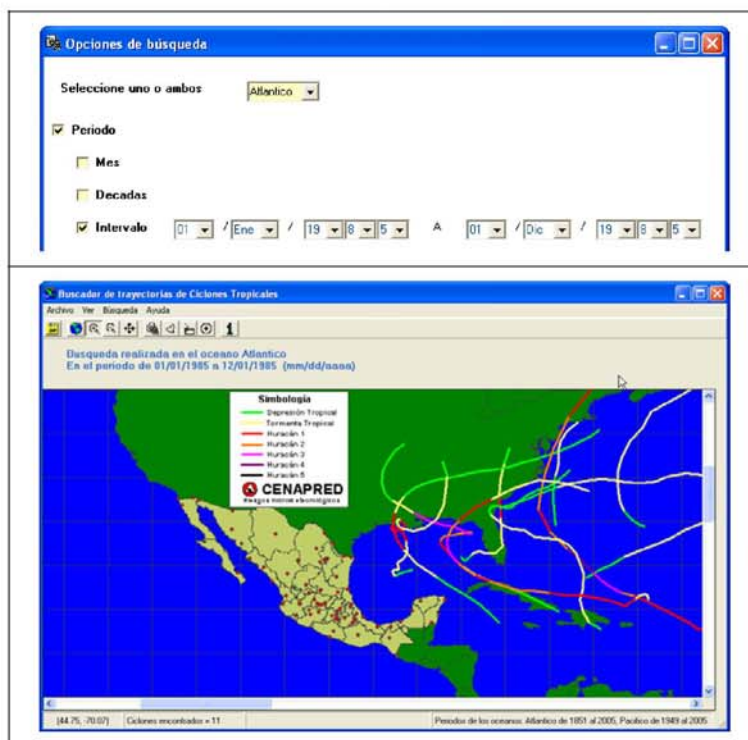 Opciones de búsqueda
Seleccione uno o ambos Atlantico
Periodo
Mes
Decadas
Intervalo 01 / Ene / 19 8 5 A 01 / Dic / 19 8 5
Buscador de trayectorias de Ciclones Tropicales
Archivo Ver Búsqueda Ayuda
Busqueda realizada en el oceano Atlantico
En el periodo de 01/01/1985 a 12/01/1985 (mm/dd/aaaa)
Simbología
Depresión Tropical
Tormenta Tropical
Huracán 1
Huracán 2
Huracán 3
Huracán 4
Huracán 5
CENAPRED
(44.75, -70.07) Ciclones encontrados = 11 Periodos de los oceanos: Atlantico de 1851 al 2005, Pacifico de 1949 al 2005